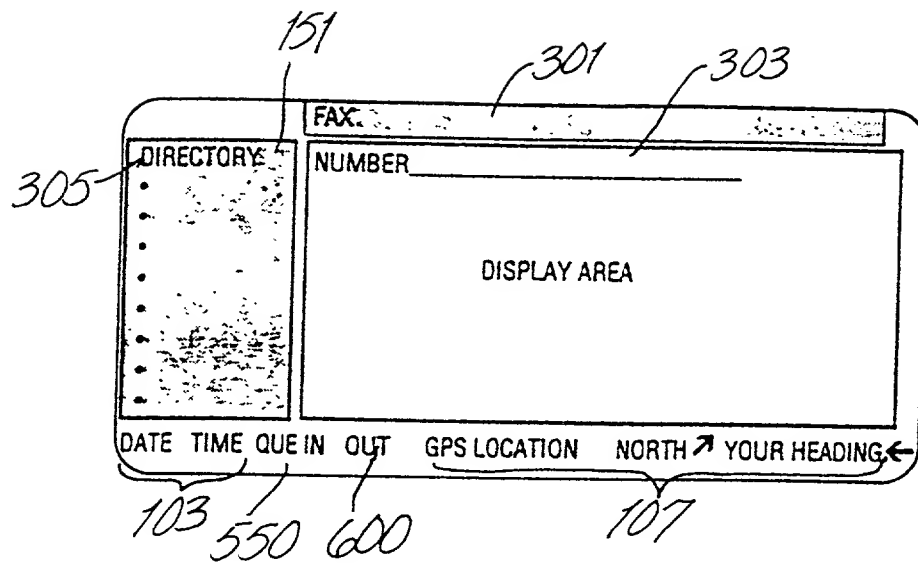 151
301
303
FAX
305
DIRECTORY
NUMBER
DISPLAY AREA
DATE TIME QUE IN OUT GPS LOCATION NORTH ↗ YOUR HEADING ←
103
550
600
107